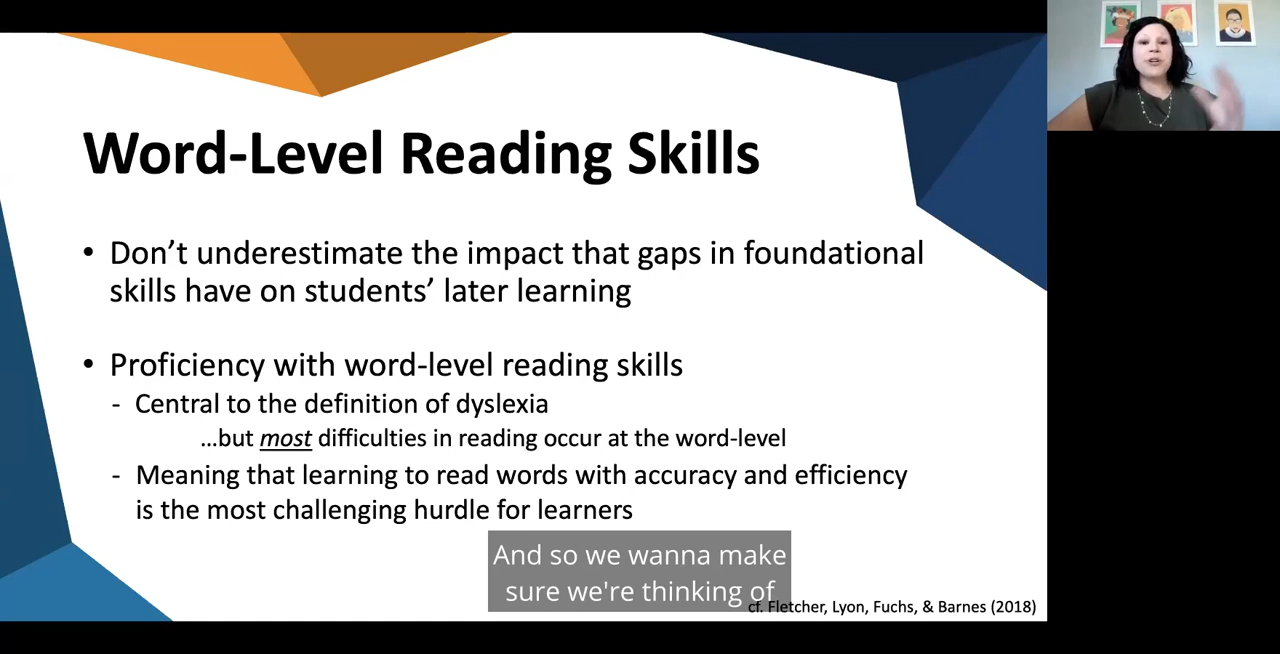 Word-Level Reading Skills
• Don’t underestimate the impact that gaps in foundational
skills have on students’ later learning
• Proficiency with word-level reading skills
- Central to the definition of dyslexia
…but most difficulties in reading occur at the word-level
- Meaning that learning to read words with accuracy and efficiency
is the most challenging hurdle for learners
And so we wanna make
sure we're thinking of
cf. Fletcher, Lyon, Fuchs, & Barnes (2018)